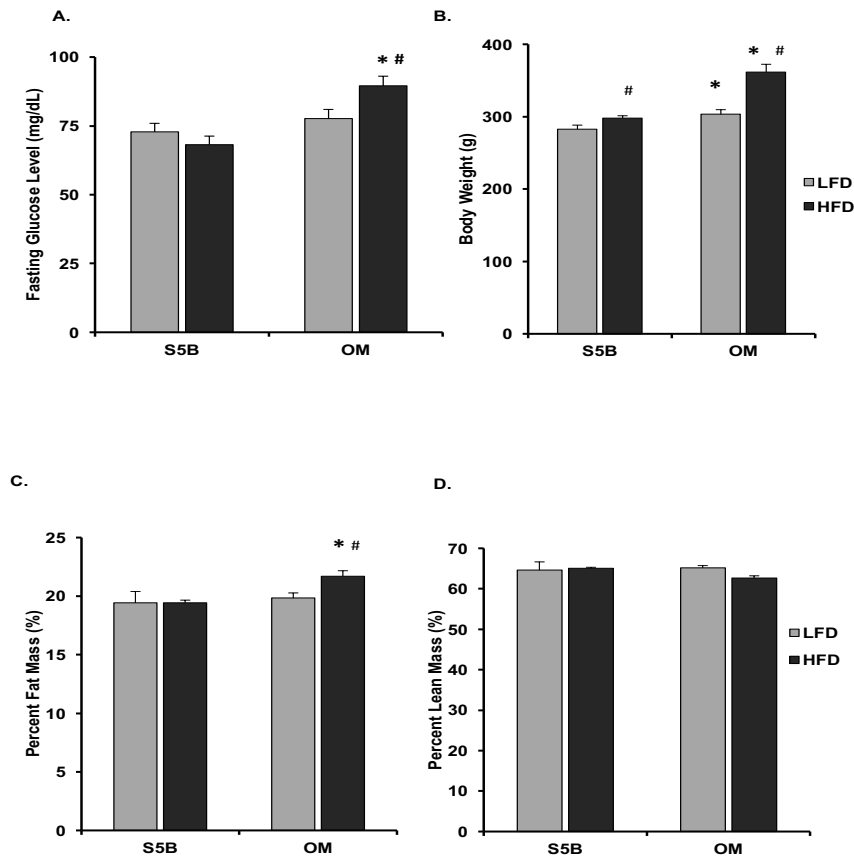 A.
Fasting Glucose Level (mg/dL)
100
75
50
25
0
* #
S5B
OM
B.
Body Weight (g)
400
300
200
100
0
#
*
* #
S5B
OM
LFD
HFD
C.
Percent Fat Mass (%)
25
20
15
10
5
0
* #
S5B
OM
D.
Percent Lean Mass (%)
70
60
50
40
30
20
10
0
S5B
OM
LFD
HFD